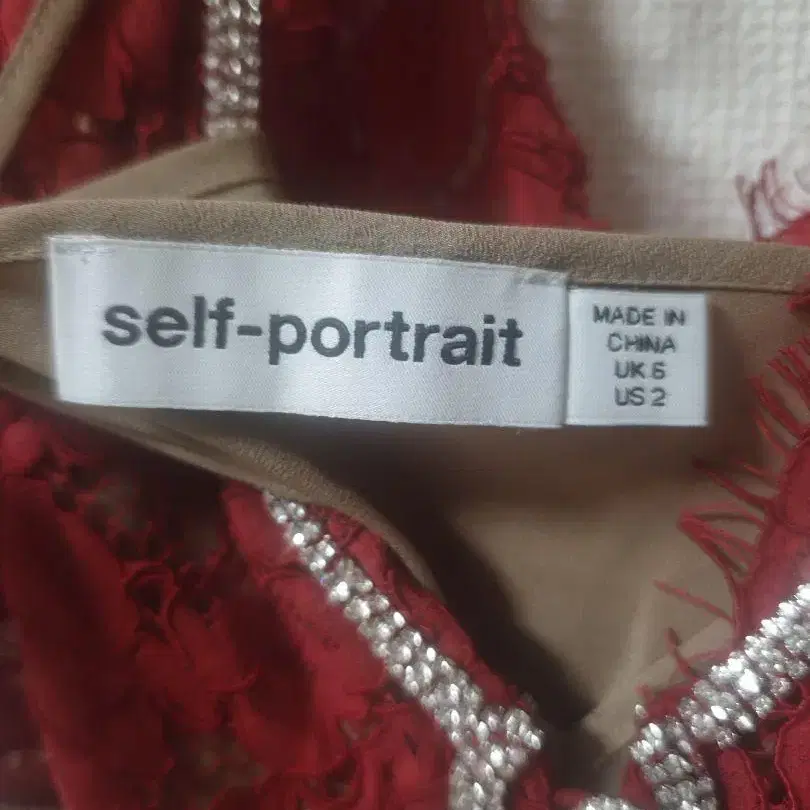 self-portrait
MADE IN
CHINA
UK 6
US 2